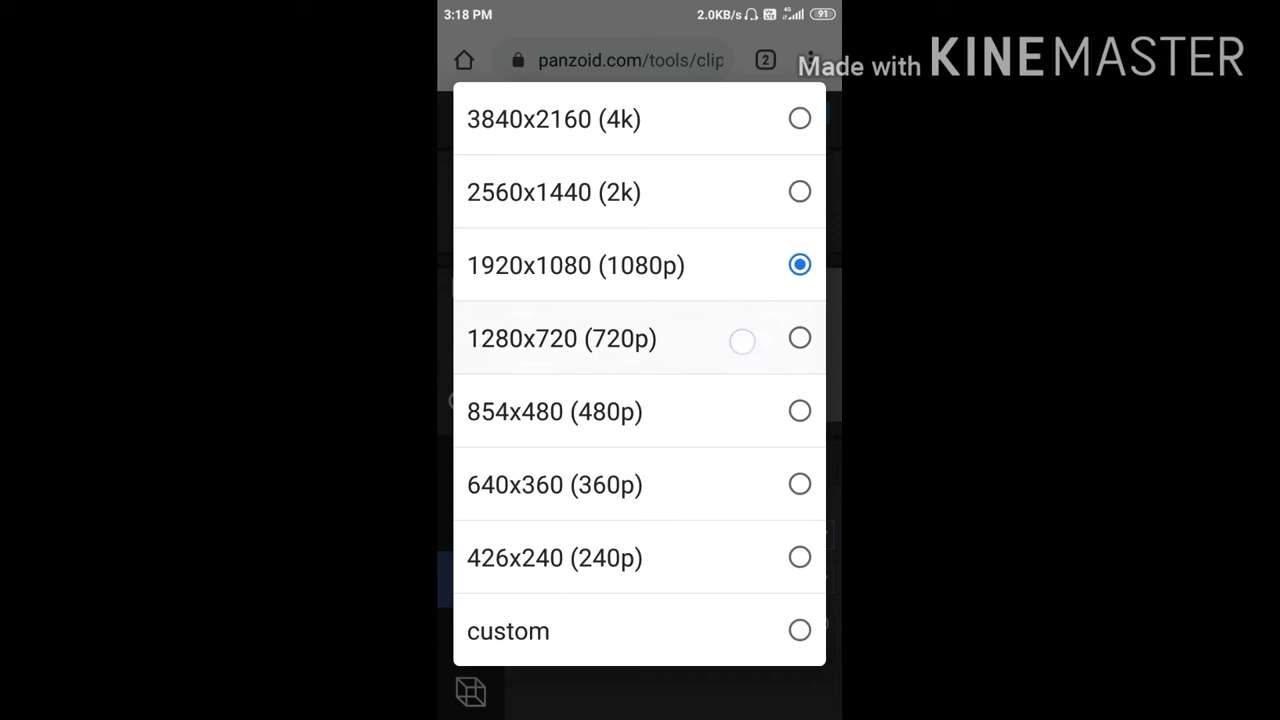 3:18 PM
2.0KB/s
4G
91
panzoid.com/tools/clip
2
Made with KINEMASTER
3840x2160 (4k)
2560x1440 (2k)
1920x1080 (1080p)
1280x720 (720p)
854x480 (480p)
640x360 (360p)
426x240 (240p)
custom